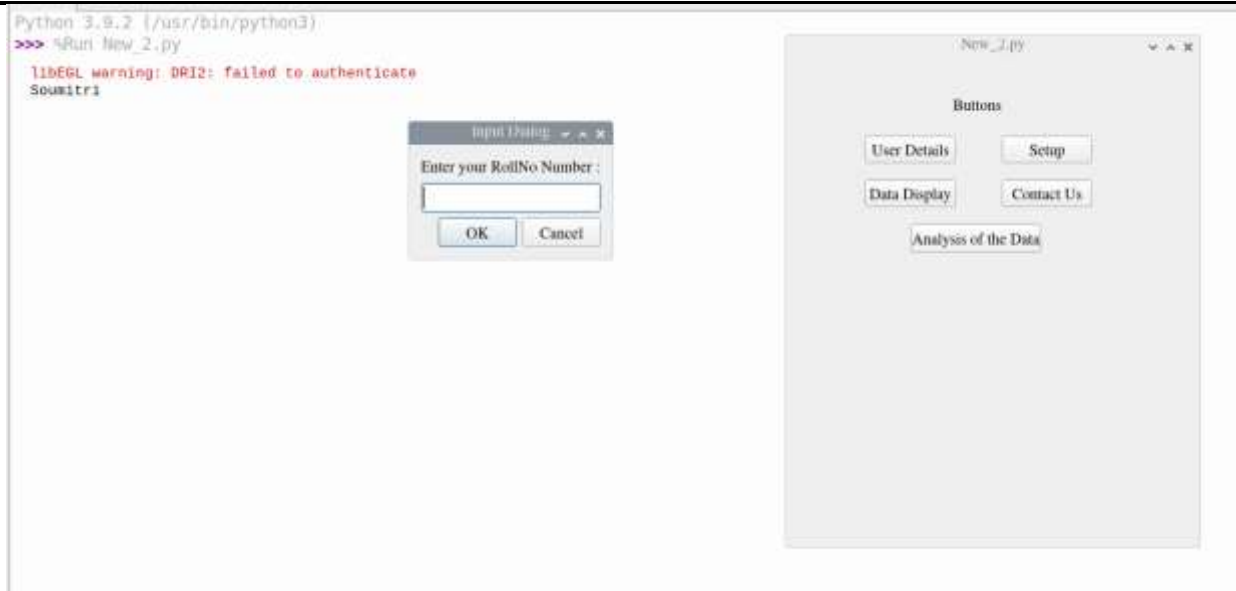 Python 3.9.2 (/usr/bin/python3)
>>> %Run New_2.py
libEGL warning: DRI2: failed to authenticate
Soumitri
Input Dialog
Enter your RollNo Number :
OK Cancel
New_2.py
Buttons
User Details Setup
Data Display Contact Us
Analysis of the Data